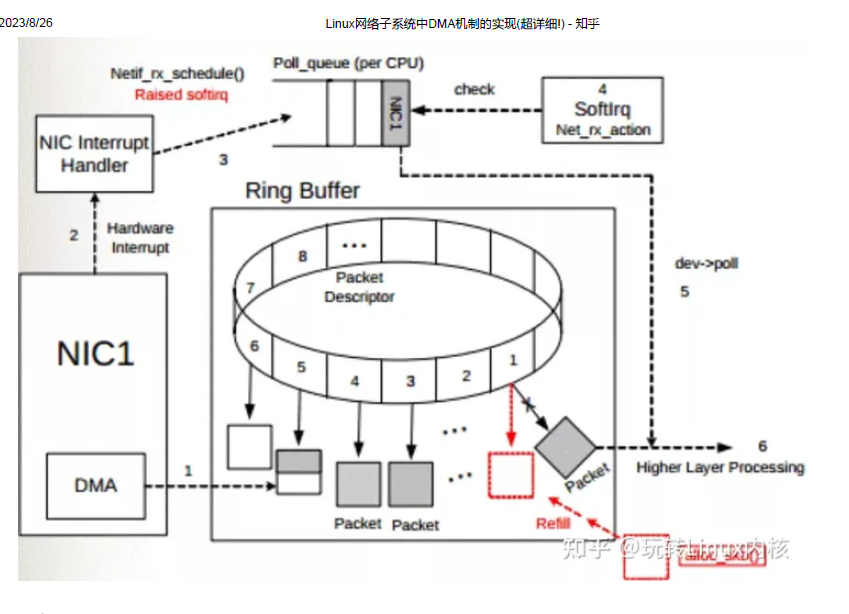 2023/8/26
Linux网络子系统中DMA机制的实现(超详细!) - 知乎
Poll_queue (per CPU)
Netif_rx_schedule()
Raised softirq
check
4
SoftIrq
Net_rx_action
NIC1
NIC Interrupt
Handler
3
Ring Buffer
2
Hardware
Interrupt
8
...
Packet
Descriptor
7
dev->poll
5
NIC1
6
5
4
3
2
1
...
...
DMA
1
Packet
6
Higher Layer Processing
Packet
Packet
Refill
知乎 @玩转Linux内核
alloc_skb()